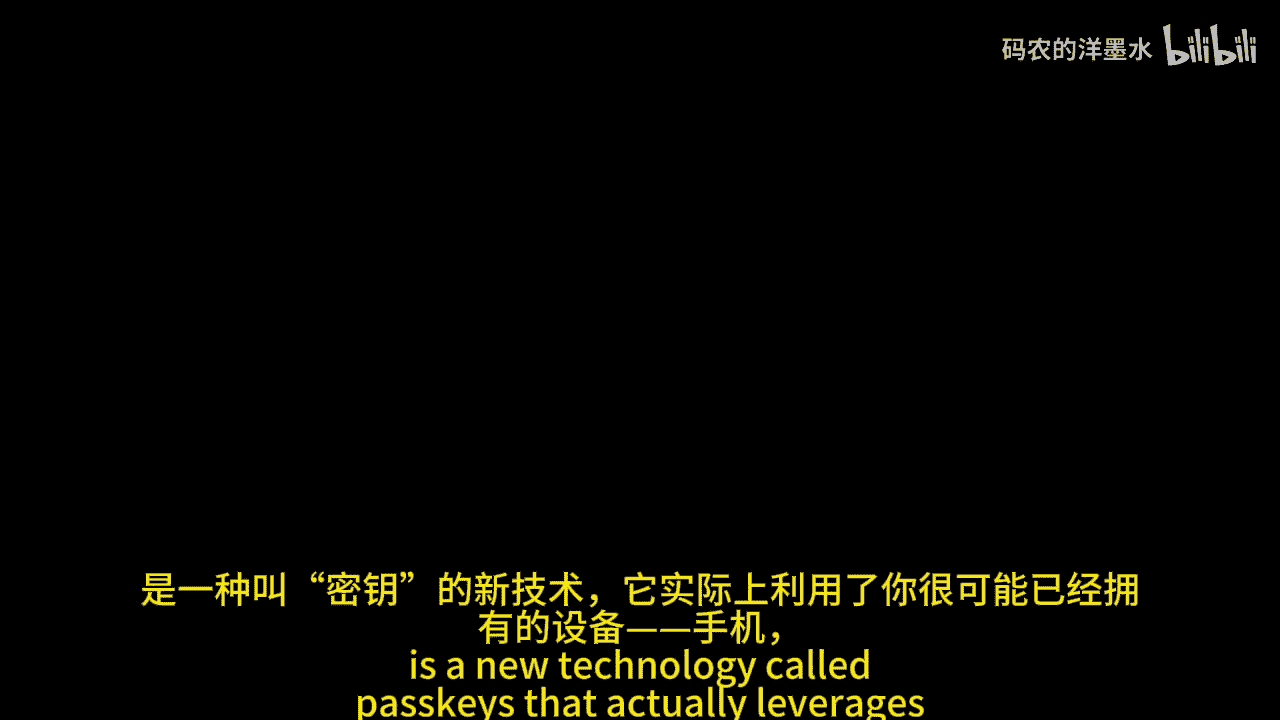 码农的洋墨水 bilibili
是一种叫“密钥”的新技术，它实际上利用了你很可能已经拥
有的设备——手机，
is a new technology called
passkeys that actually leverages